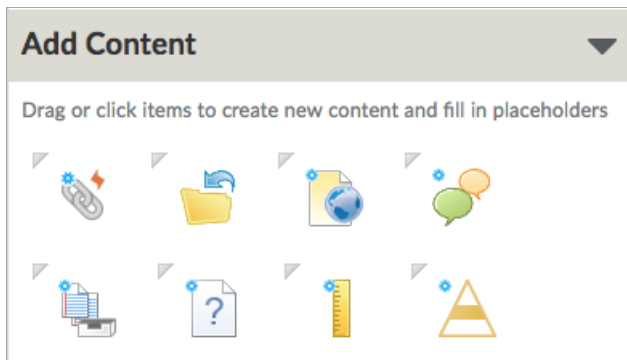 Add Content
Drag or click items to create new content and fill in placeholders
?